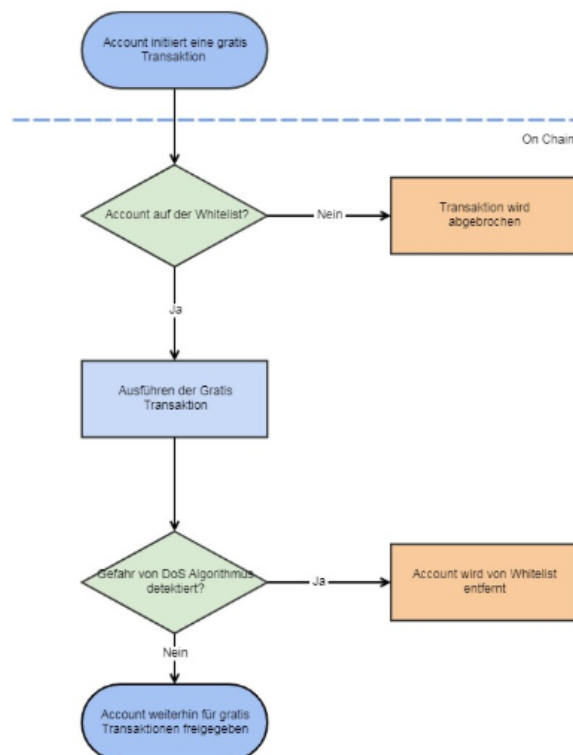 Account initiiert eine gratis
Transaktion
On Chain
Account auf der Whitelist?
Nein
Transaktion wird
abgebrochen
Ja
Ausführen der Gratis
Transaktion
Gefahr von DoS Algorithmus
detektiert?
Ja
Account wird von Whitelist
entfernt
Nein
Account weiterhin für gratis
Transaktionen freigegeben